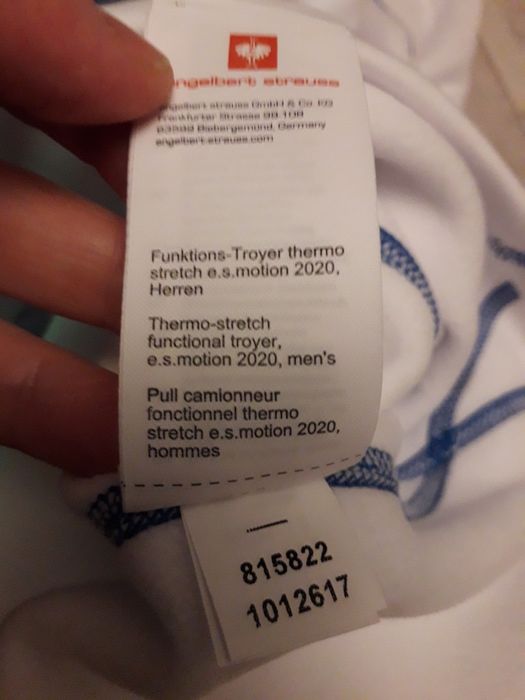 engelbert strauss
engelbert strauss GmbH & Co. KG
Frankfurter Strasse 98-108
63599 Biebergemünd, Germany
engelbert-strauss.com
Funktions-Troyer thermo
stretch e.s.motion 2020,
Herren
Thermo-stretch
functional troyer,
e.s.motion 2020, men's
Pull camionneur
fonctionnel thermo
stretch e.s.motion 2020,
hommes
815822
1012617